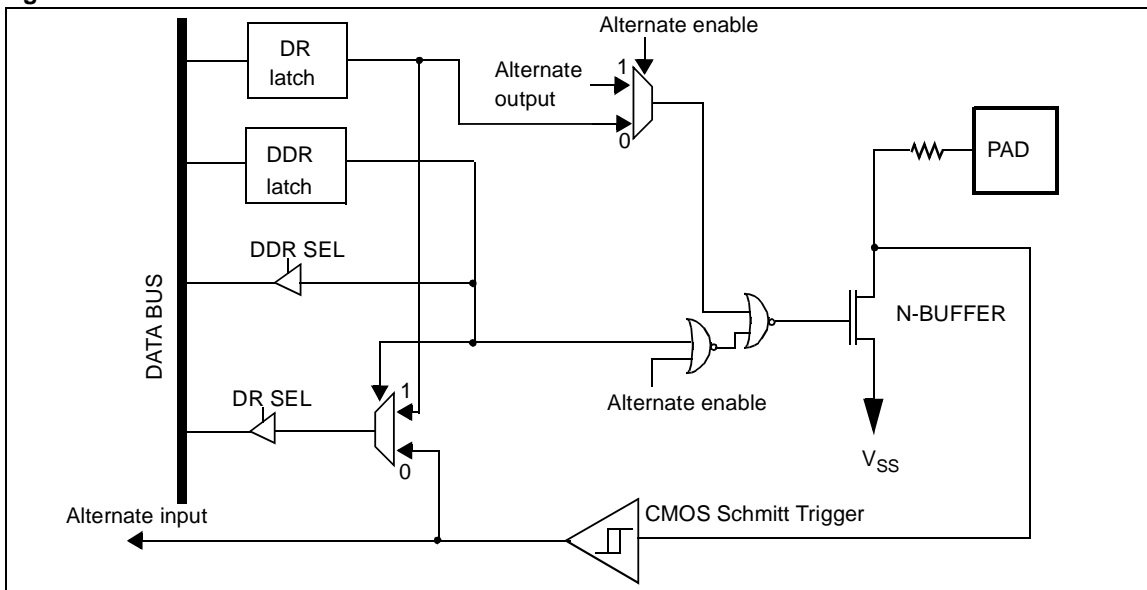 Alternate enable
DR
latch
Alternate
output
1
0
PAD
DDR
latch
DDR SEL
DATA BUS
N-BUFFER
DR SEL
1
0
Alternate enable
VSS
Alternate input
CMOS Schmitt Trigger